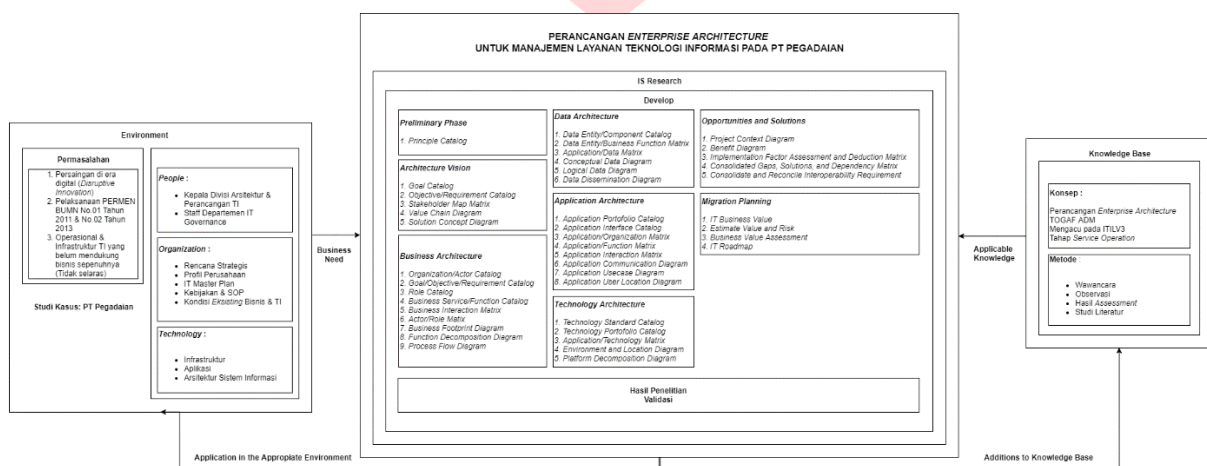 PERANCANGAN ENTERPRISE ARCHITECTURE
UNTUK MANAJEMEN LAYANAN TEKNOLOGI INFORMASI PADA PT PEGADAIAN
Environment
Permasalahan
1. Persaingan di era
digital (Disruptive
Innovation)
2. Pelaksanaan PERMEN
BUMN No.01 Tahun
2011 & No.02 Tahun
2013
3. Operasional &
Infrastruktur TI yang
belum mendukung
bisnis sepenuhnya
(Tidak selaras)
Studi Kasus: PT Pegadaian
People :
Kepala Divisi Arsitektur &
Perancangan TI
Staff Departemen IT
Governance
Organization :
Rencana Strategis
Profil Perusahaan
IT Master Plan
Kebijakan & SOP
Kondisi Eksisting Bisnis & TI
Technology :
Infrastruktur
Aplikasi
Arsitektur Sistem Informasi
Business
Need
IS Research
Develop
Preliminary Phase
1. Principle Catalog
Architecture Vision
1. Goal Catalog
2. Objective/Requirement Catalog
3. Stakeholder Map Matrix
4. Value Chain Diagram
5. Solution Concept Diagram
Business Architecture
1. Organization/Actor Catalog
2. Goal/Objective/Requirement Catalog
3. Role Catalog
4. Business Service/Function Catalog
5. Business Interaction Matrix
6. Actor/Role Matix
7. Business Footprint Diagram
8. Function Decomposition Diagram
9. Process Flow Diagram
Data Architecture
1. Data Entity/Component Catalog
2. Data Entity/Business Function Matrix
3. Application/Data Matrix
4. Conceptual Data Diagram
5. Logical Data Diagram
6. Data Dissemination Diagram
Application Architecture
1. Application Portofolio Catalog
2. Application Interface Catalog
3. Application/Organization Matrix
4. Application/Function Matrix
5. Application Interaction Matrix
6. Application Communication Diagram
7. Application Usecase Diagram
8. Application User Location Diagram
Technology Architecture
1. Technology Standard Catalog
2. Technology Portofolio Catalog
3. Application/Technology Matrix
4. Environment and Location Diagram
5. Platform Decomposition Diagram
Opportunities and Solutions
1. Project Context Diagram
2. Benefit Diagram
3. Implementation Factor Assessment and Deduction Matrix
4. Consolidated Gaps, Solutions, and Dependency Matrix
5. Consolidate and Reconcile Interoperability Requirement
Migration Planning
1. IT Business Value
2. Estimate Value and Risk
3. Business Value Assessment
4. IT Roadmap
Hasil Penelitian
Validasi
Applicable
Knowledge
Knowledge Base
Konsep :
Perancangan Enterprise Architecture
TOGAF ADM
Mengacu pada ITILV3
Tahap Service Operation
Metode :
Wawancara
Observasi
Hasil Assessment
Studi Literatur
Application in the Appropiate Environment
Additions to Knowledge Base